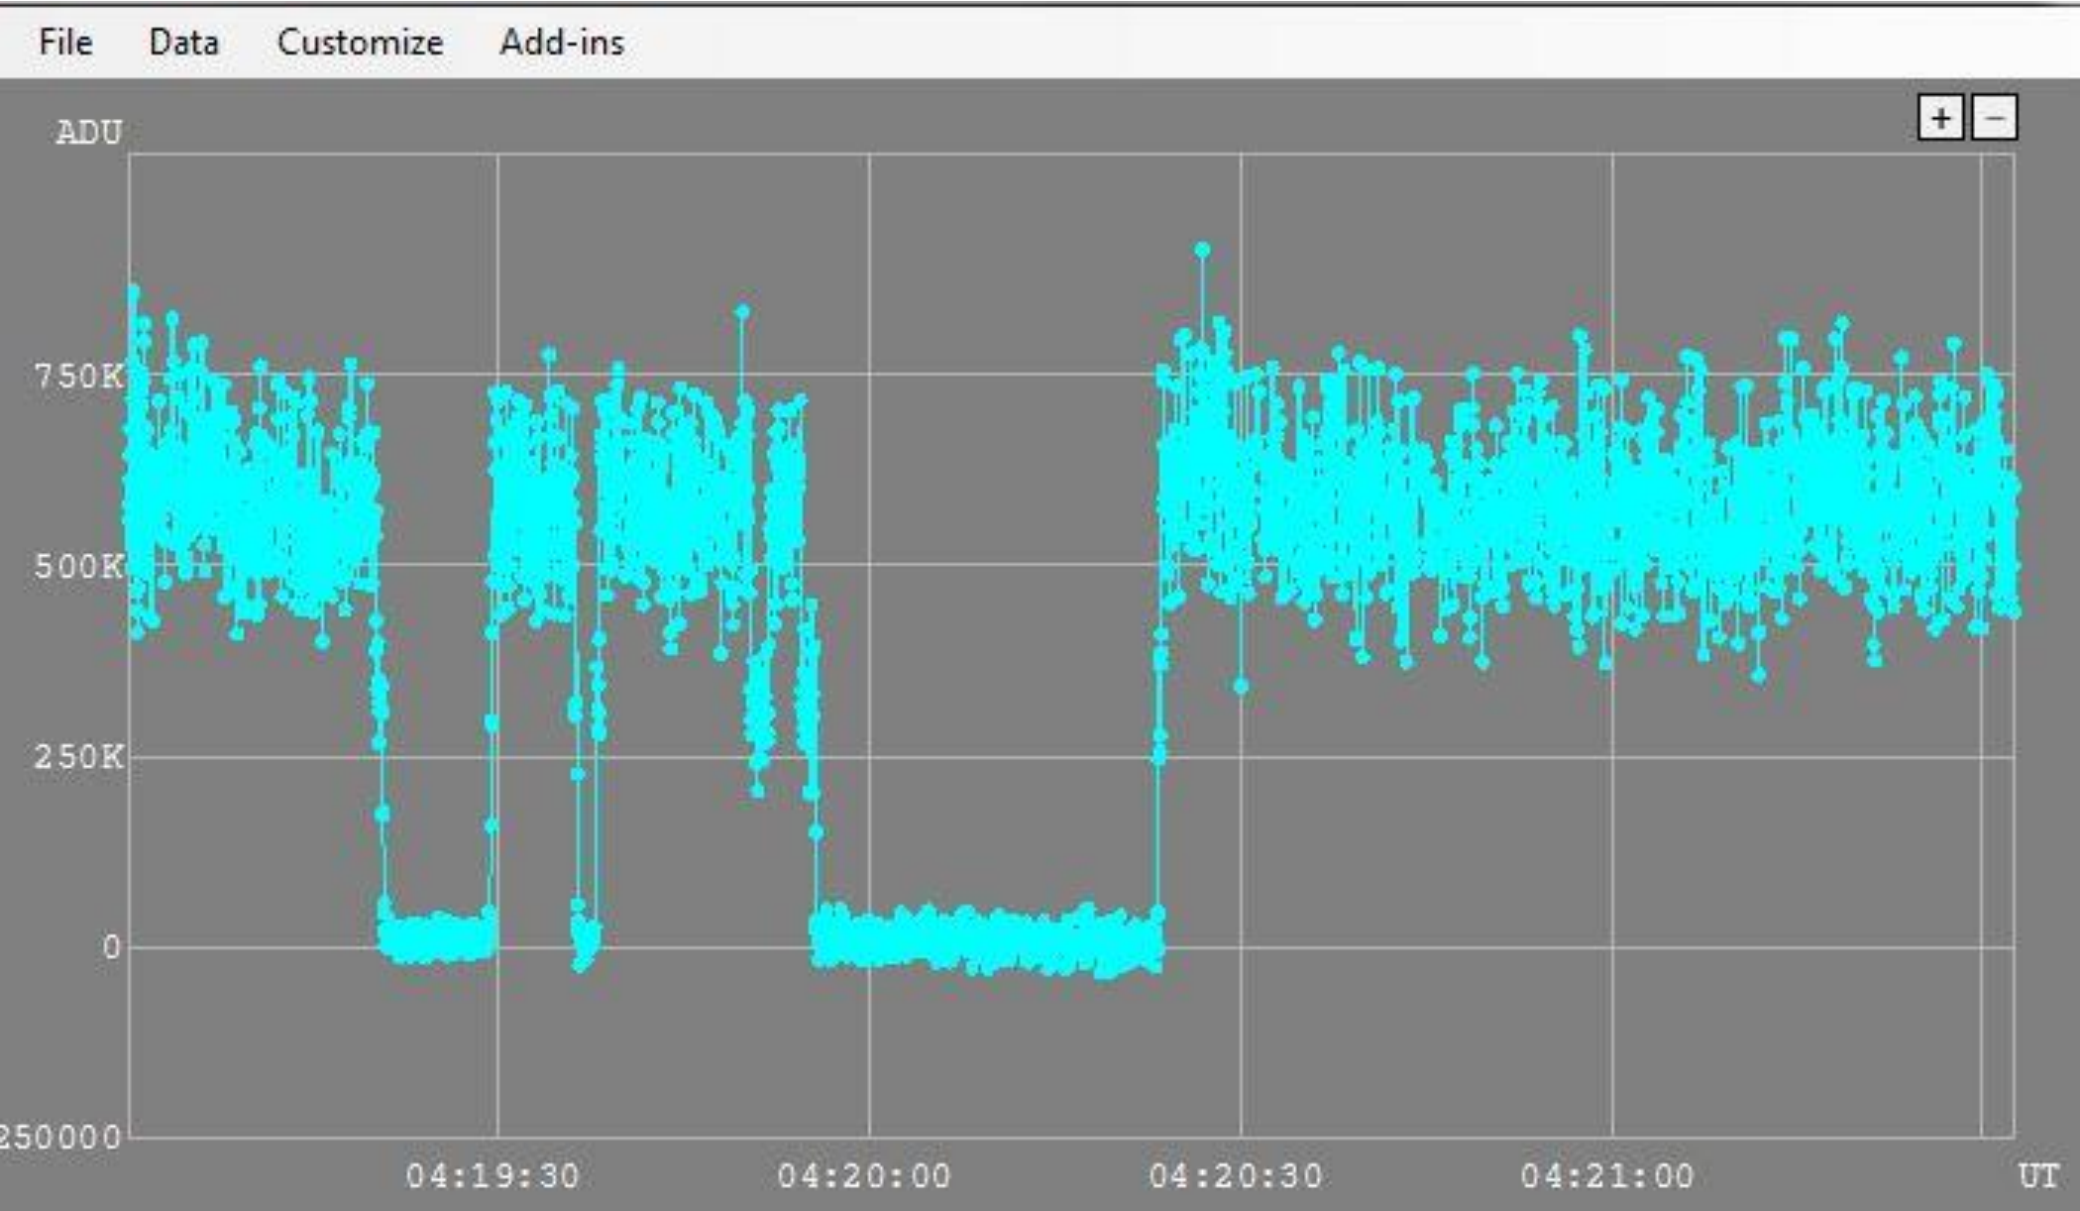 File Data Customize Add-ins
+ −
ADU
750K
500K
250K
0
250000
04:19:30 04:20:00 04:20:30 04:21:00 UT